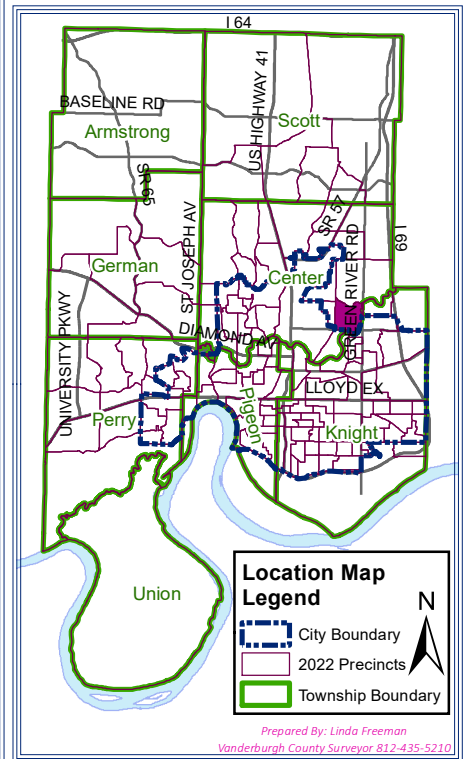 I 64
BASELINE RD
US HIGHWAY 41
Scott
Armstrong
SR 65
ST JOSEPH AV
SR 57
GREEN RIVER RD
I 69
German
Center
UNIVERSITY PKWY
DIAMOND AV
LLOYD EX
Perry
Pigeon
Knight
Union
Location Map
Legend
N
City Boundary
2022 Precincts
Township Boundary
Prepared By: Linda Freeman
Vanderburgh County Surveyor 812-435-5210